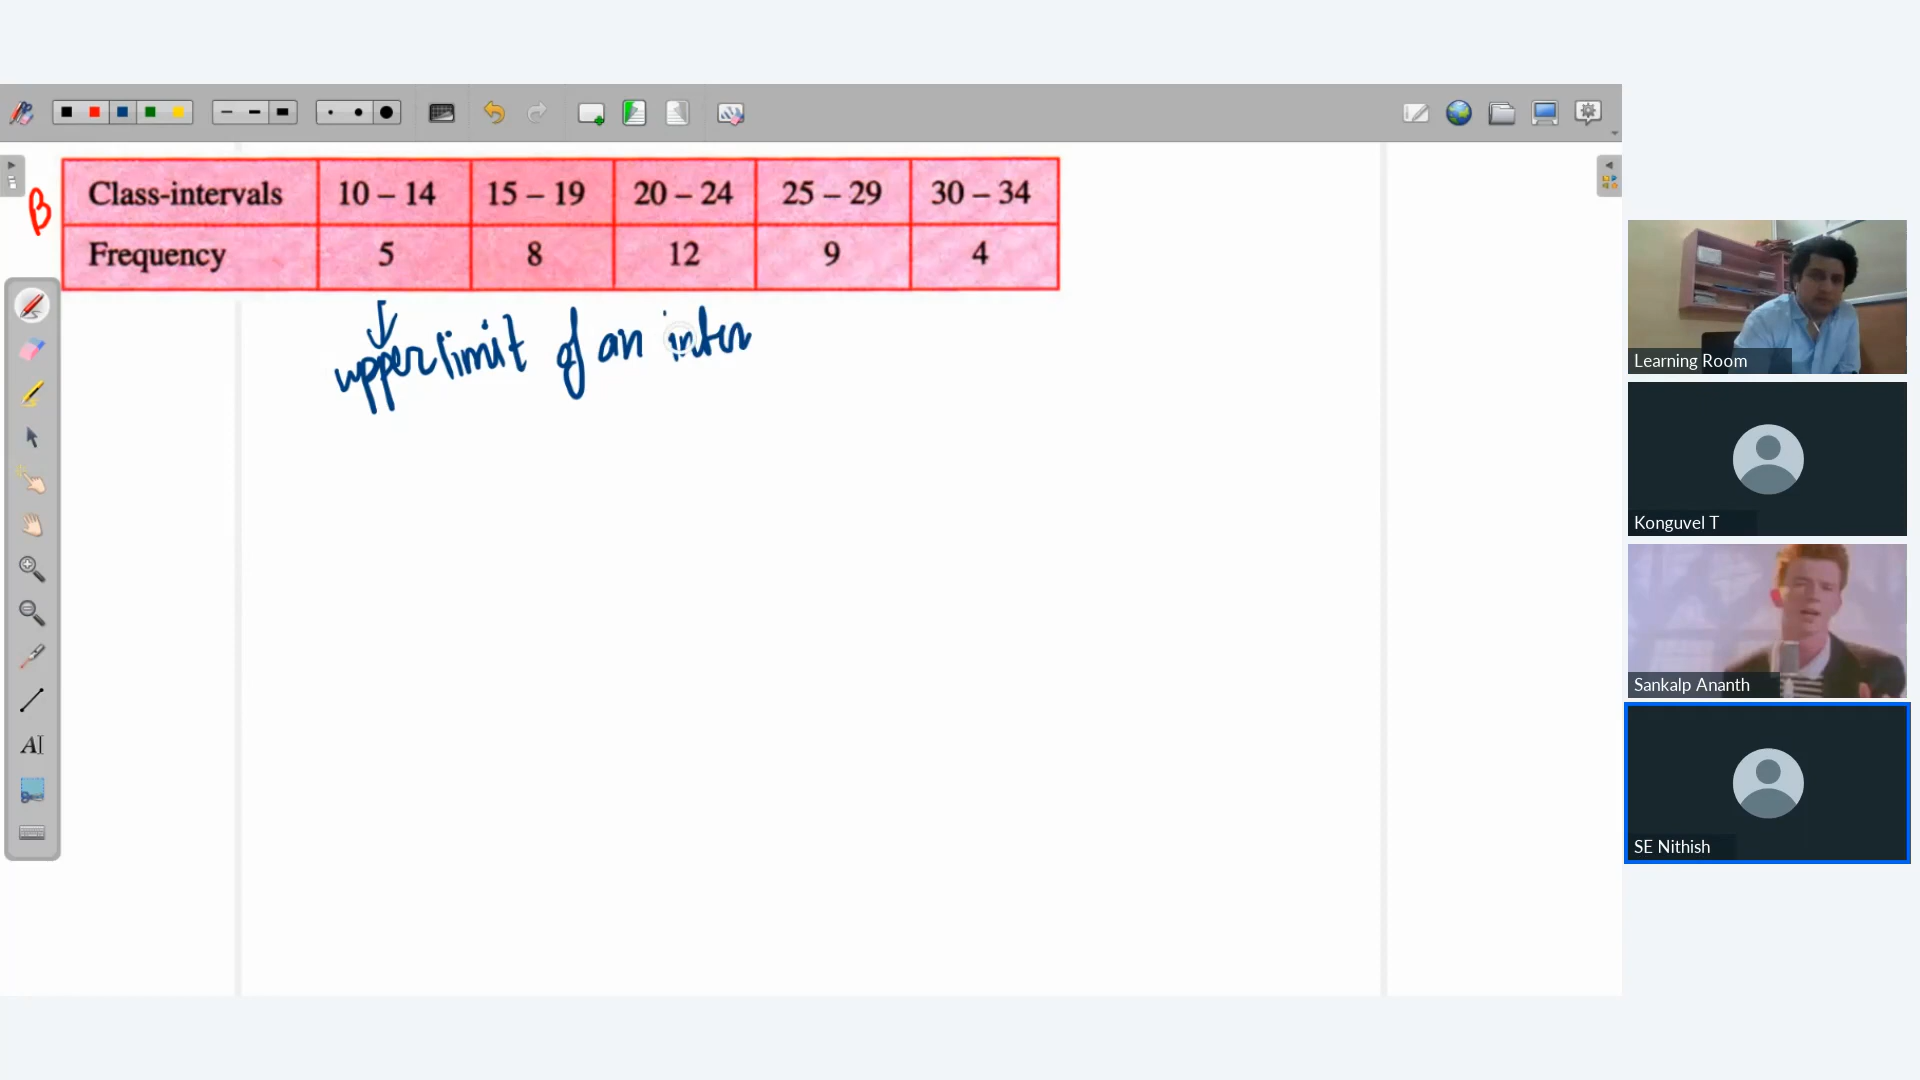 B
Class-intervals 10 – 14 15 – 19 20 – 24 25 – 29 30 – 34
Frequency 5 8 12 9 4
upper limit of an inter
AI
Learning Room
Konguvel T
Sankalp Ananth
SE Nithish